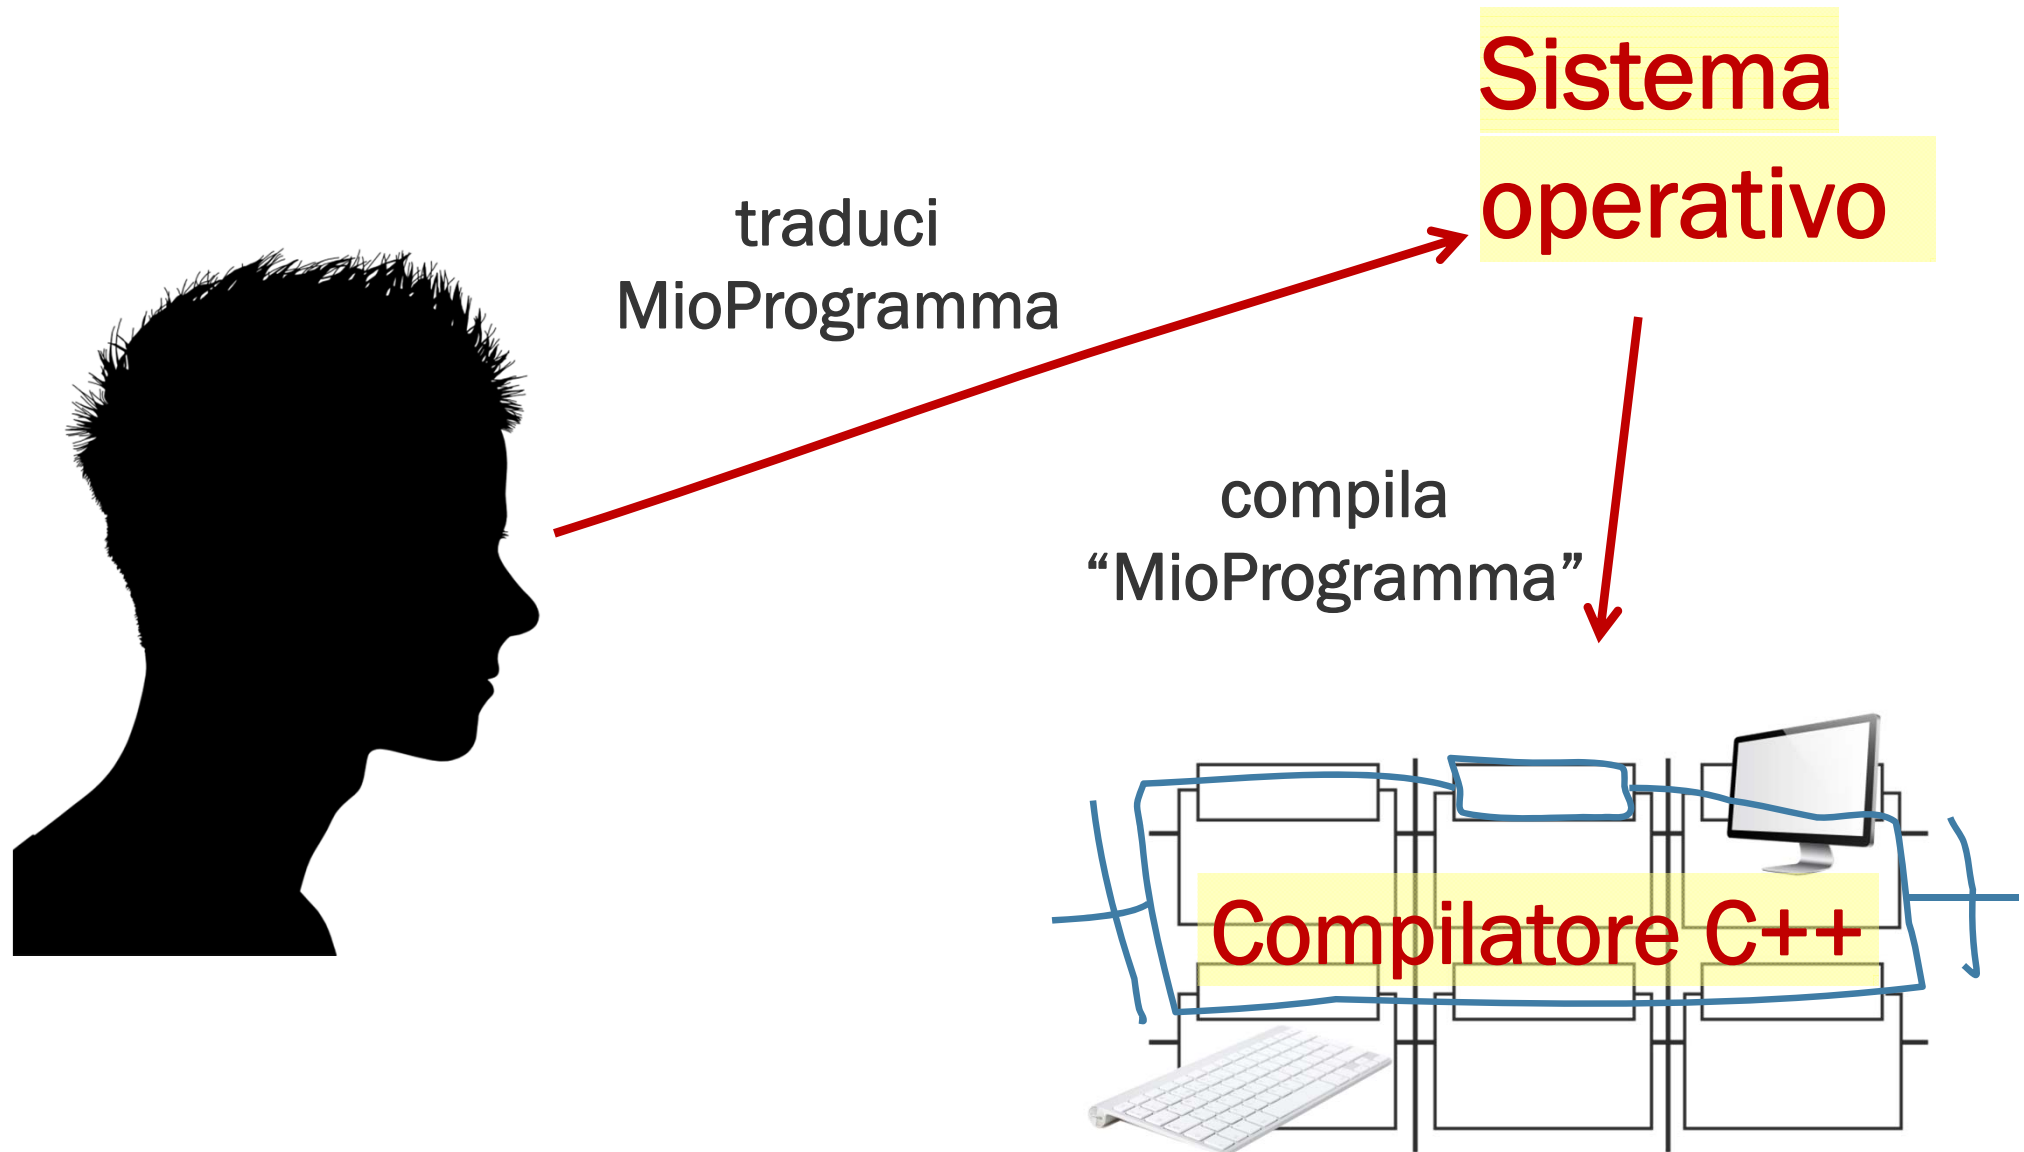 Sistema
operativo
traduci
MioProgramma
compila
“MioProgramma”
Compilatore C++